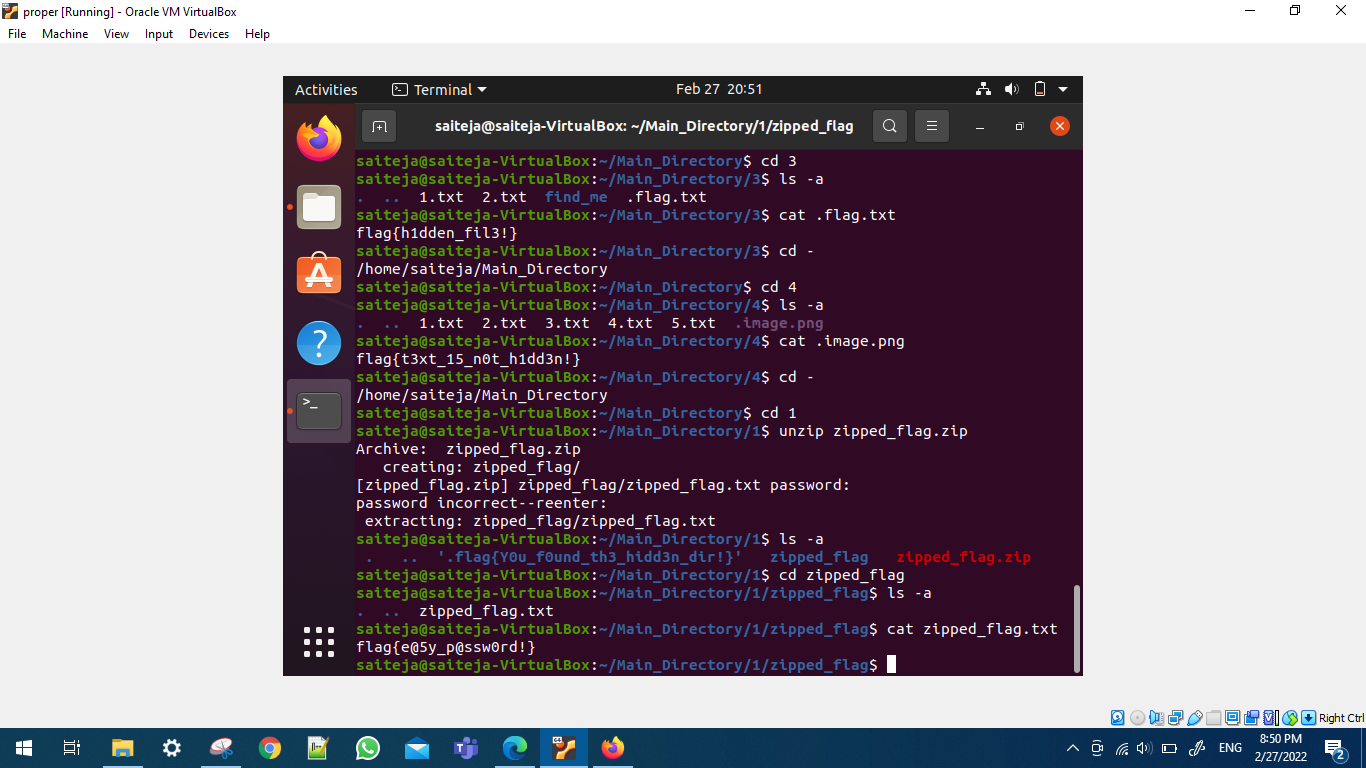 proper [Running] - Oracle VM VirtualBox
File Machine View Input Devices Help
Activities Terminal Feb 27 20:51
saiteja@saiteja-VirtualBox: ~/Main_Directory/1/zipped_flag
saiteja@saiteja-VirtualBox:~/Main_Directory$ cd 3
saiteja@saiteja-VirtualBox:~/Main_Directory/3$ ls -a
. .. 1.txt 2.txt find_me .flag.txt
saiteja@saiteja-VirtualBox:~/Main_Directory/3$ cat .flag.txt
flag{h1dden_fil3!}
saiteja@saiteja-VirtualBox:~/Main_Directory/3$ cd -
/home/saiteja/Main_Directory
saiteja@saiteja-VirtualBox:~/Main_Directory$ cd 4
saiteja@saiteja-VirtualBox:~/Main_Directory/4$ ls -a
. .. 1.txt 2.txt 3.txt 4.txt 5.txt .image.png
saiteja@saiteja-VirtualBox:~/Main_Directory/4$ cat .image.png
flag{t3xt_15_n0t_h1dd3n!}
saiteja@saiteja-VirtualBox:~/Main_Directory/4$ cd -
/home/saiteja/Main_Directory
saiteja@saiteja-VirtualBox:~/Main_Directory$ cd 1
saiteja@saiteja-VirtualBox:~/Main_Directory/1$ unzip zipped_flag.zip
Archive:  zipped_flag.zip
   creating: zipped_flag/
[zipped_flag.zip] zipped_flag/zipped_flag.txt password:
password incorrect--reenter:
 extracting: zipped_flag/zipped_flag.txt
saiteja@saiteja-VirtualBox:~/Main_Directory/1$ ls -a
. .. '.flag{Y0u_f0und_th3_hidd3n_dir!}' zipped_flag zipped_flag.zip
saiteja@saiteja-VirtualBox:~/Main_Directory/1$ cd zipped_flag
saiteja@saiteja-VirtualBox:~/Main_Directory/1/zipped_flag$ ls -a
. .. zipped_flag.txt
saiteja@saiteja-VirtualBox:~/Main_Directory/1/zipped_flag$ cat zipped_flag.txt
flag{e@5y_p@ssw0rd!}
saiteja@saiteja-VirtualBox:~/Main_Directory/1/zipped_flag$
Right Ctrl
ENG 8:50 PM
2/27/2022
2